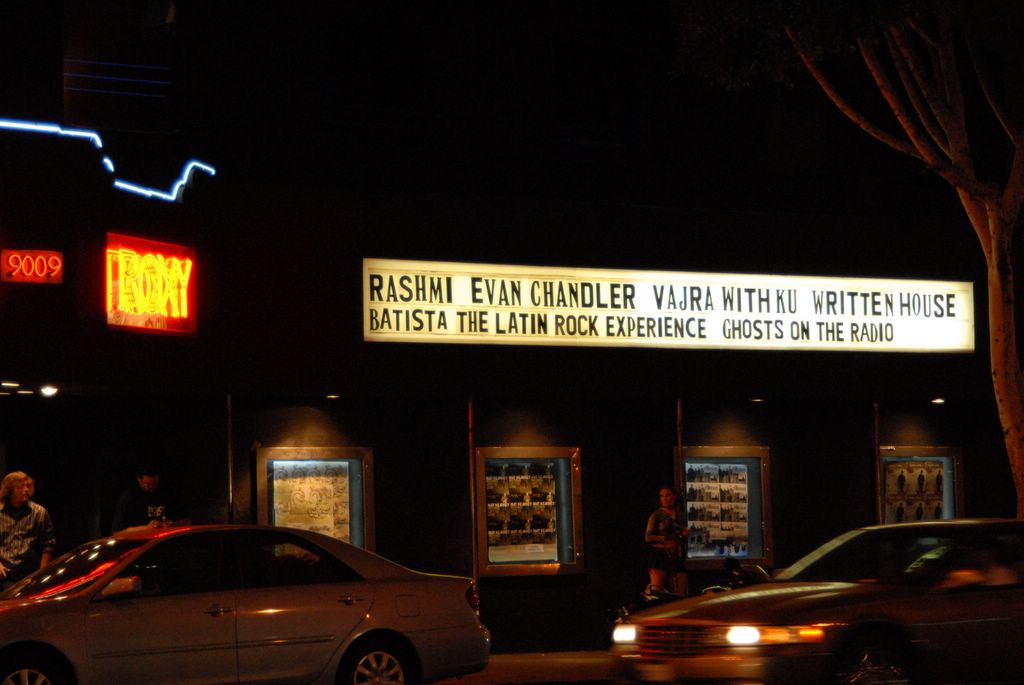 9009
ROXY
RASHMI EVAN CHANDLER VAJRA WITH KU WRITTEN HOUSE
BATISTA THE LATIN ROCK EXPERIENCE GHOSTS ON THE RADIO